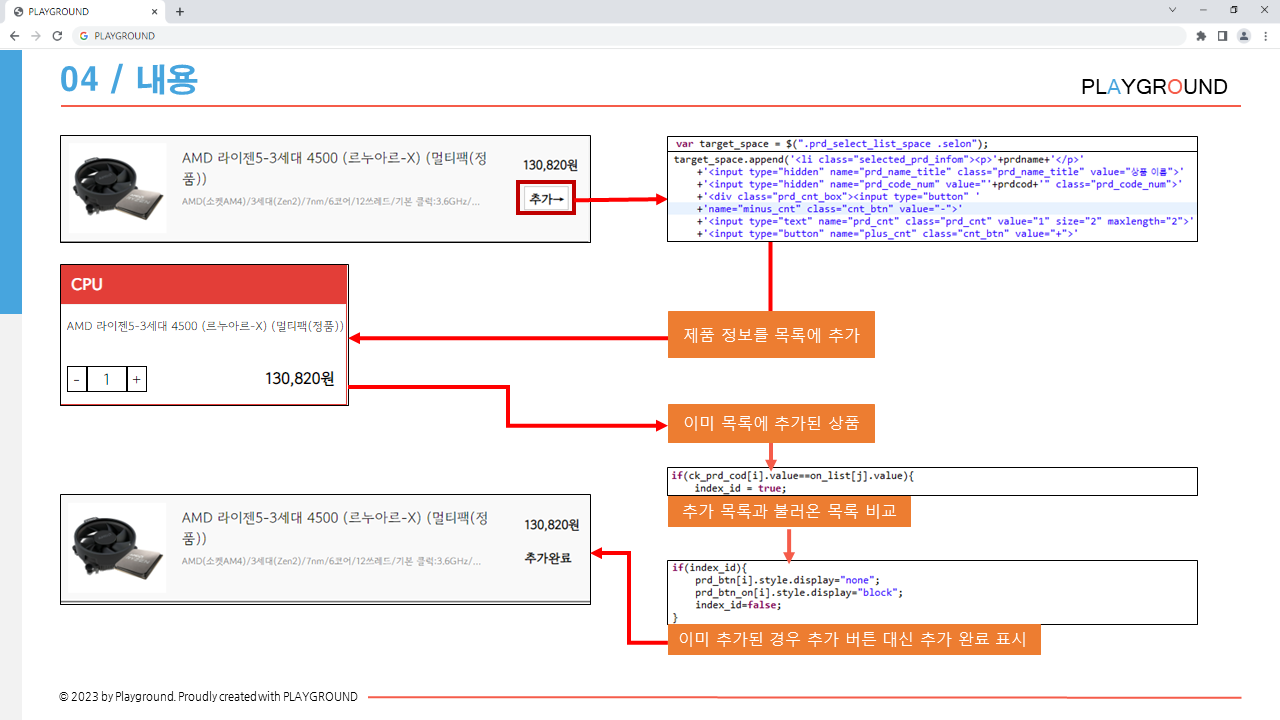 PLAYGROUND
PLAYGROUND
04 / 내용
PLAYGROUND
AMD 라이젠5-3세대 4500 (르누아르-X) (멀티팩(정
품))
130,820원
추가→
AMD(소켓AM4)/3세대(Zen2)/7nm/6코어/12쓰레드/기본 클럭:3.6GHz/...
var target_space = $(".prd_select_list_space .selon");
target_space.append('<li class="selected_prd_infom"><p>'+prdname+'</p>'
+'<input type="hidden" name="prd_name_title" class="prd_name_title" value="상품 이름">'
+'<input type="hidden" name="prd_code_num" value="'+prdcod+'" class="prd_code_num">'
+'<div class="prd_cnt_box"><input type="button" '
+'name="minus_cnt" class="cnt_btn" value="-">'
+'<input type="text" name="prd_cnt" class="prd_cnt" value="1" size="2" maxlength="2">'
+'<input type="button" name="plus_cnt" class="cnt_btn" value="+">'
CPU
AMD 라이젠5-3세대 4500 (르누아르-X) (멀티팩(정품))
- 1 +
130,820원
제품 정보를 목록에 추가
이미 목록에 추가된 상품
if(ck_prd_cod[i].value==on_list[j].value){
index_id = true;
추가 목록과 불러온 목록 비교
AMD 라이젠5-3세대 4500 (르누아르-X) (멀티팩(정
품))
130,820원
추가완료
AMD(소켓AM4)/3세대(Zen2)/7nm/6코어/12쓰레드/기본 클럭:3.6GHz/...
if(index_id){
prd_btn[i].style.display="none";
prd_btn_on[i].style.display="block";
index_id=false;
}
이미 추가된 경우 추가 버튼 대신 추가 완료 표시
© 2023 by Playground. Proudly created with PLAYGROUND